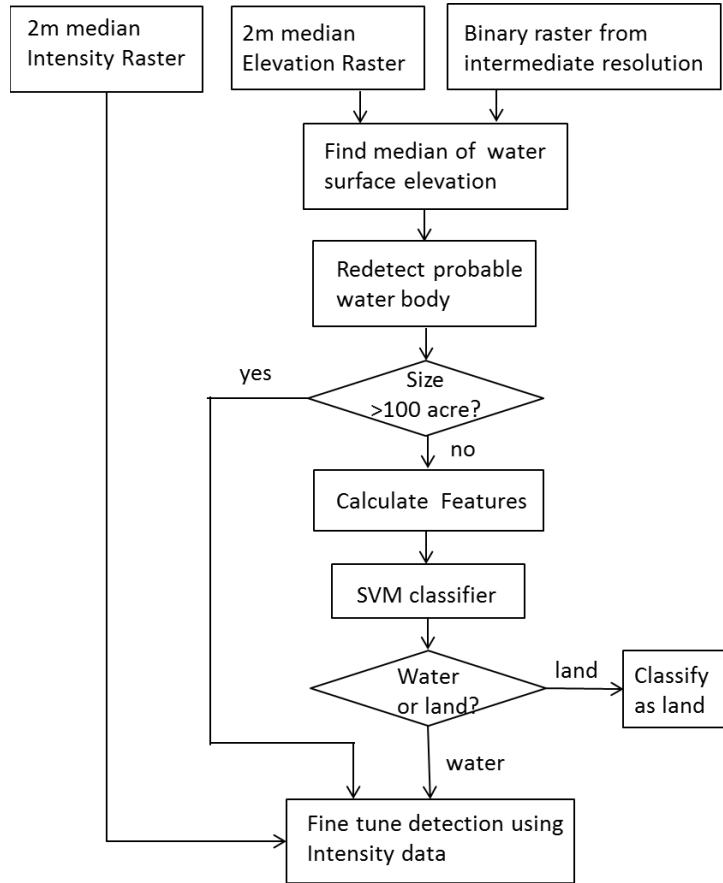 2m median
Intensity Raster
2m median
Elevation Raster
Binary raster from
intermediate resolution
Find median of water
surface elevation
Redetect probable
water body
yes
Size
>100 acre?
no
Calculate Features
SVM classifier
Water
or land?
land
Classify
as land
water
Fine tune detection using
Intensity data